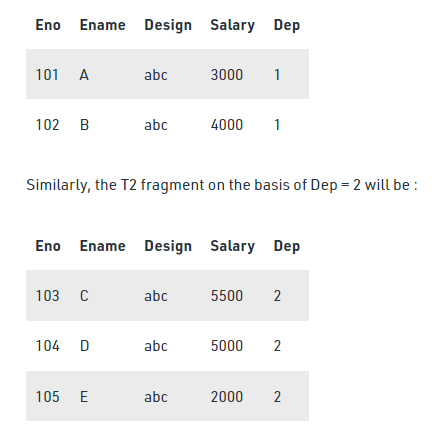 Eno Ename Design Salary Dep
101 A abc 3000 1
102 B abc 4000 1
Similarly, the T2 fragment on the basis of Dep = 2 will be :
Eno Ename Design Salary Dep
103 C abc 5500 2
104 D abc 5000 2
105 E abc 2000 2